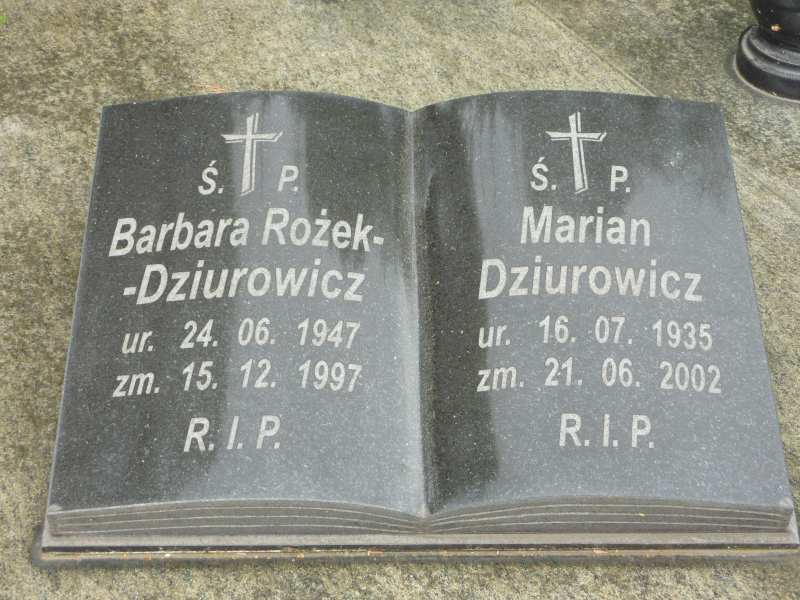 Ś. P.
Barbara Rożek-
-Dziurowicz
ur. 24. 06. 1947
zm. 15. 12. 1997
R. I. P.
Ś. P.
Marian
Dziurowicz
ur. 16. 07. 1935
zm. 21. 06. 2002
R. I. P.